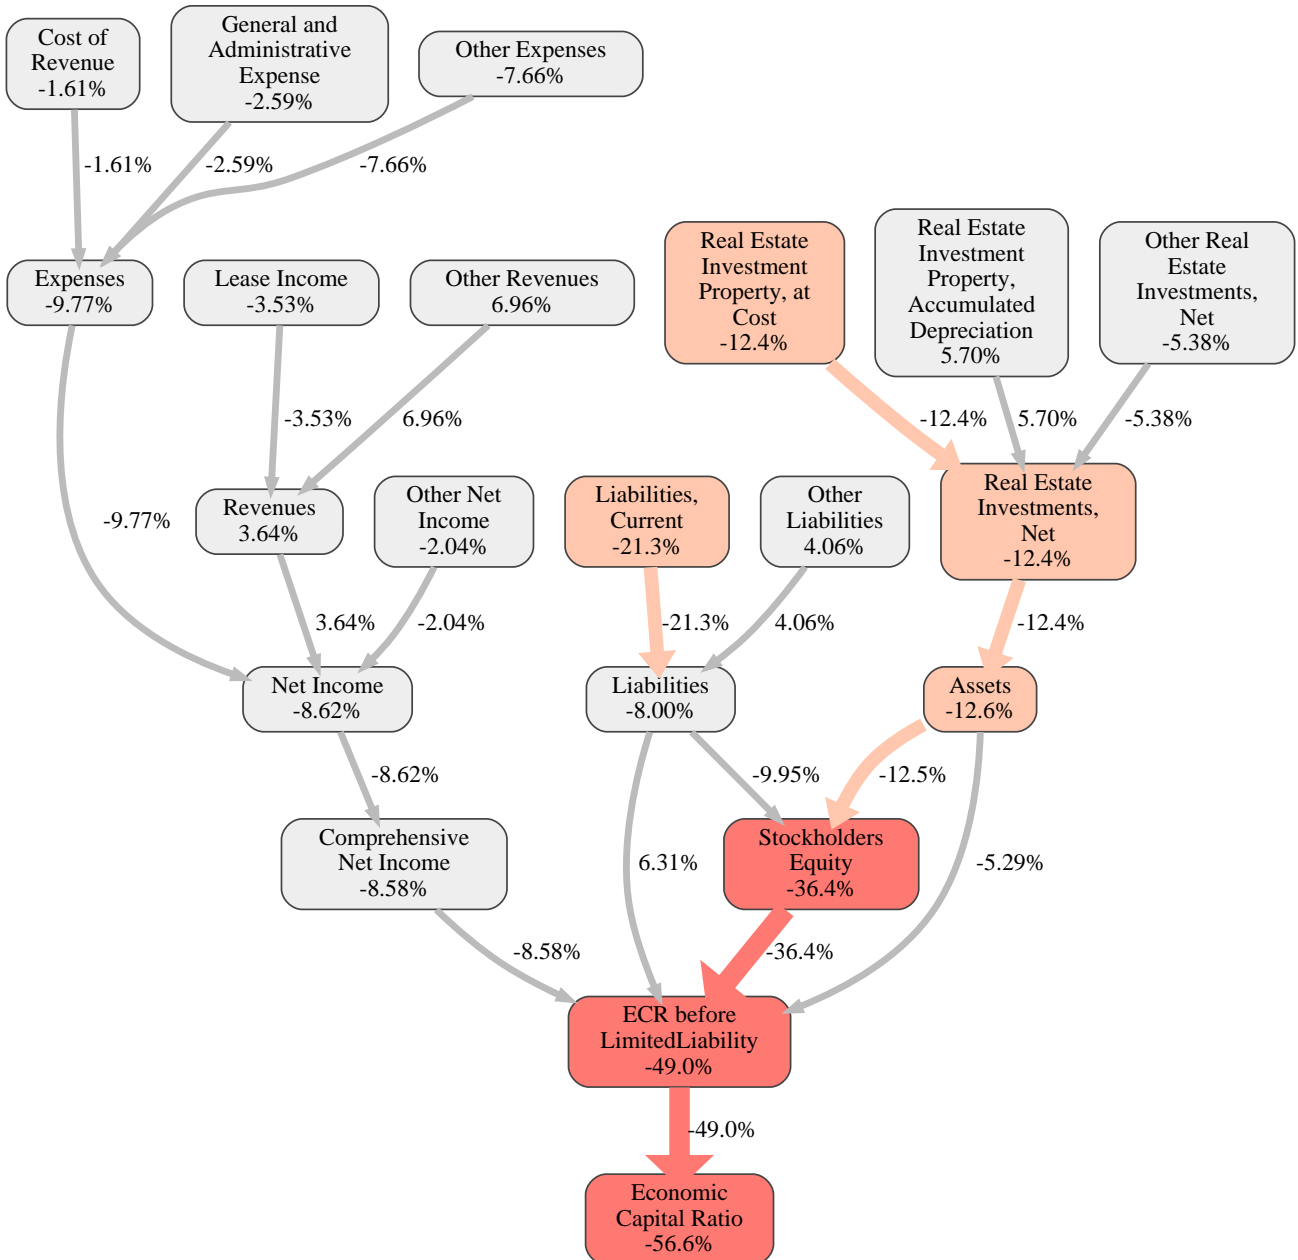 Cost of
Revenue
-1.61%
General and
Administrative
Expense
-2.59%
Other Expenses
-7.66%
-1.61%
-2.59%
-7.66%
Expenses
-9.77%
Lease Income
-3.53%
Other Revenues
6.96%
Real Estate
Investment
Property, at
Cost
-12.4%
Real Estate
Investment
Property,
Accumulated
Depreciation
5.70%
Other Real
Estate
Investments,
Net
-5.38%
-3.53%
6.96%
-12.4%
5.70%
-5.38%
-9.77%
Revenues
3.64%
Other Net
Income
-2.04%
Liabilities,
Current
-21.3%
Other
Liabilities
4.06%
Real Estate
Investments,
Net
-12.4%
3.64%
-2.04%
-21.3%
4.06%
-12.4%
Net Income
-8.62%
Liabilities
-8.00%
Assets
-12.6%
-8.62%
-9.95%
-12.5%
Comprehensive
Net Income
-8.58%
6.31%
Stockholders
Equity
-36.4%
-5.29%
-8.58%
-36.4%
ECR before
LimitedLiability
-49.0%
-49.0%
Economic
Capital Ratio
-56.6%